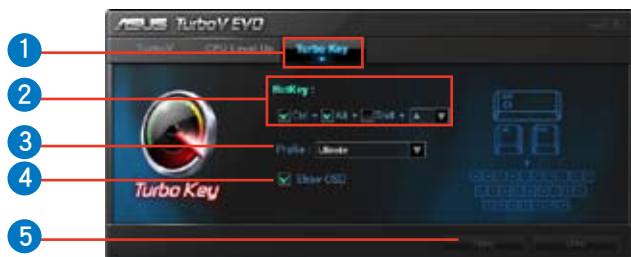 ASUS TurboV EVO
TurboV CPU Level Up Turbo Key
1
2
HotKey :
Ctrl + Alt + Shift + A
3
Profile : Ultimate
4
Show OSD
Turbo Key
5